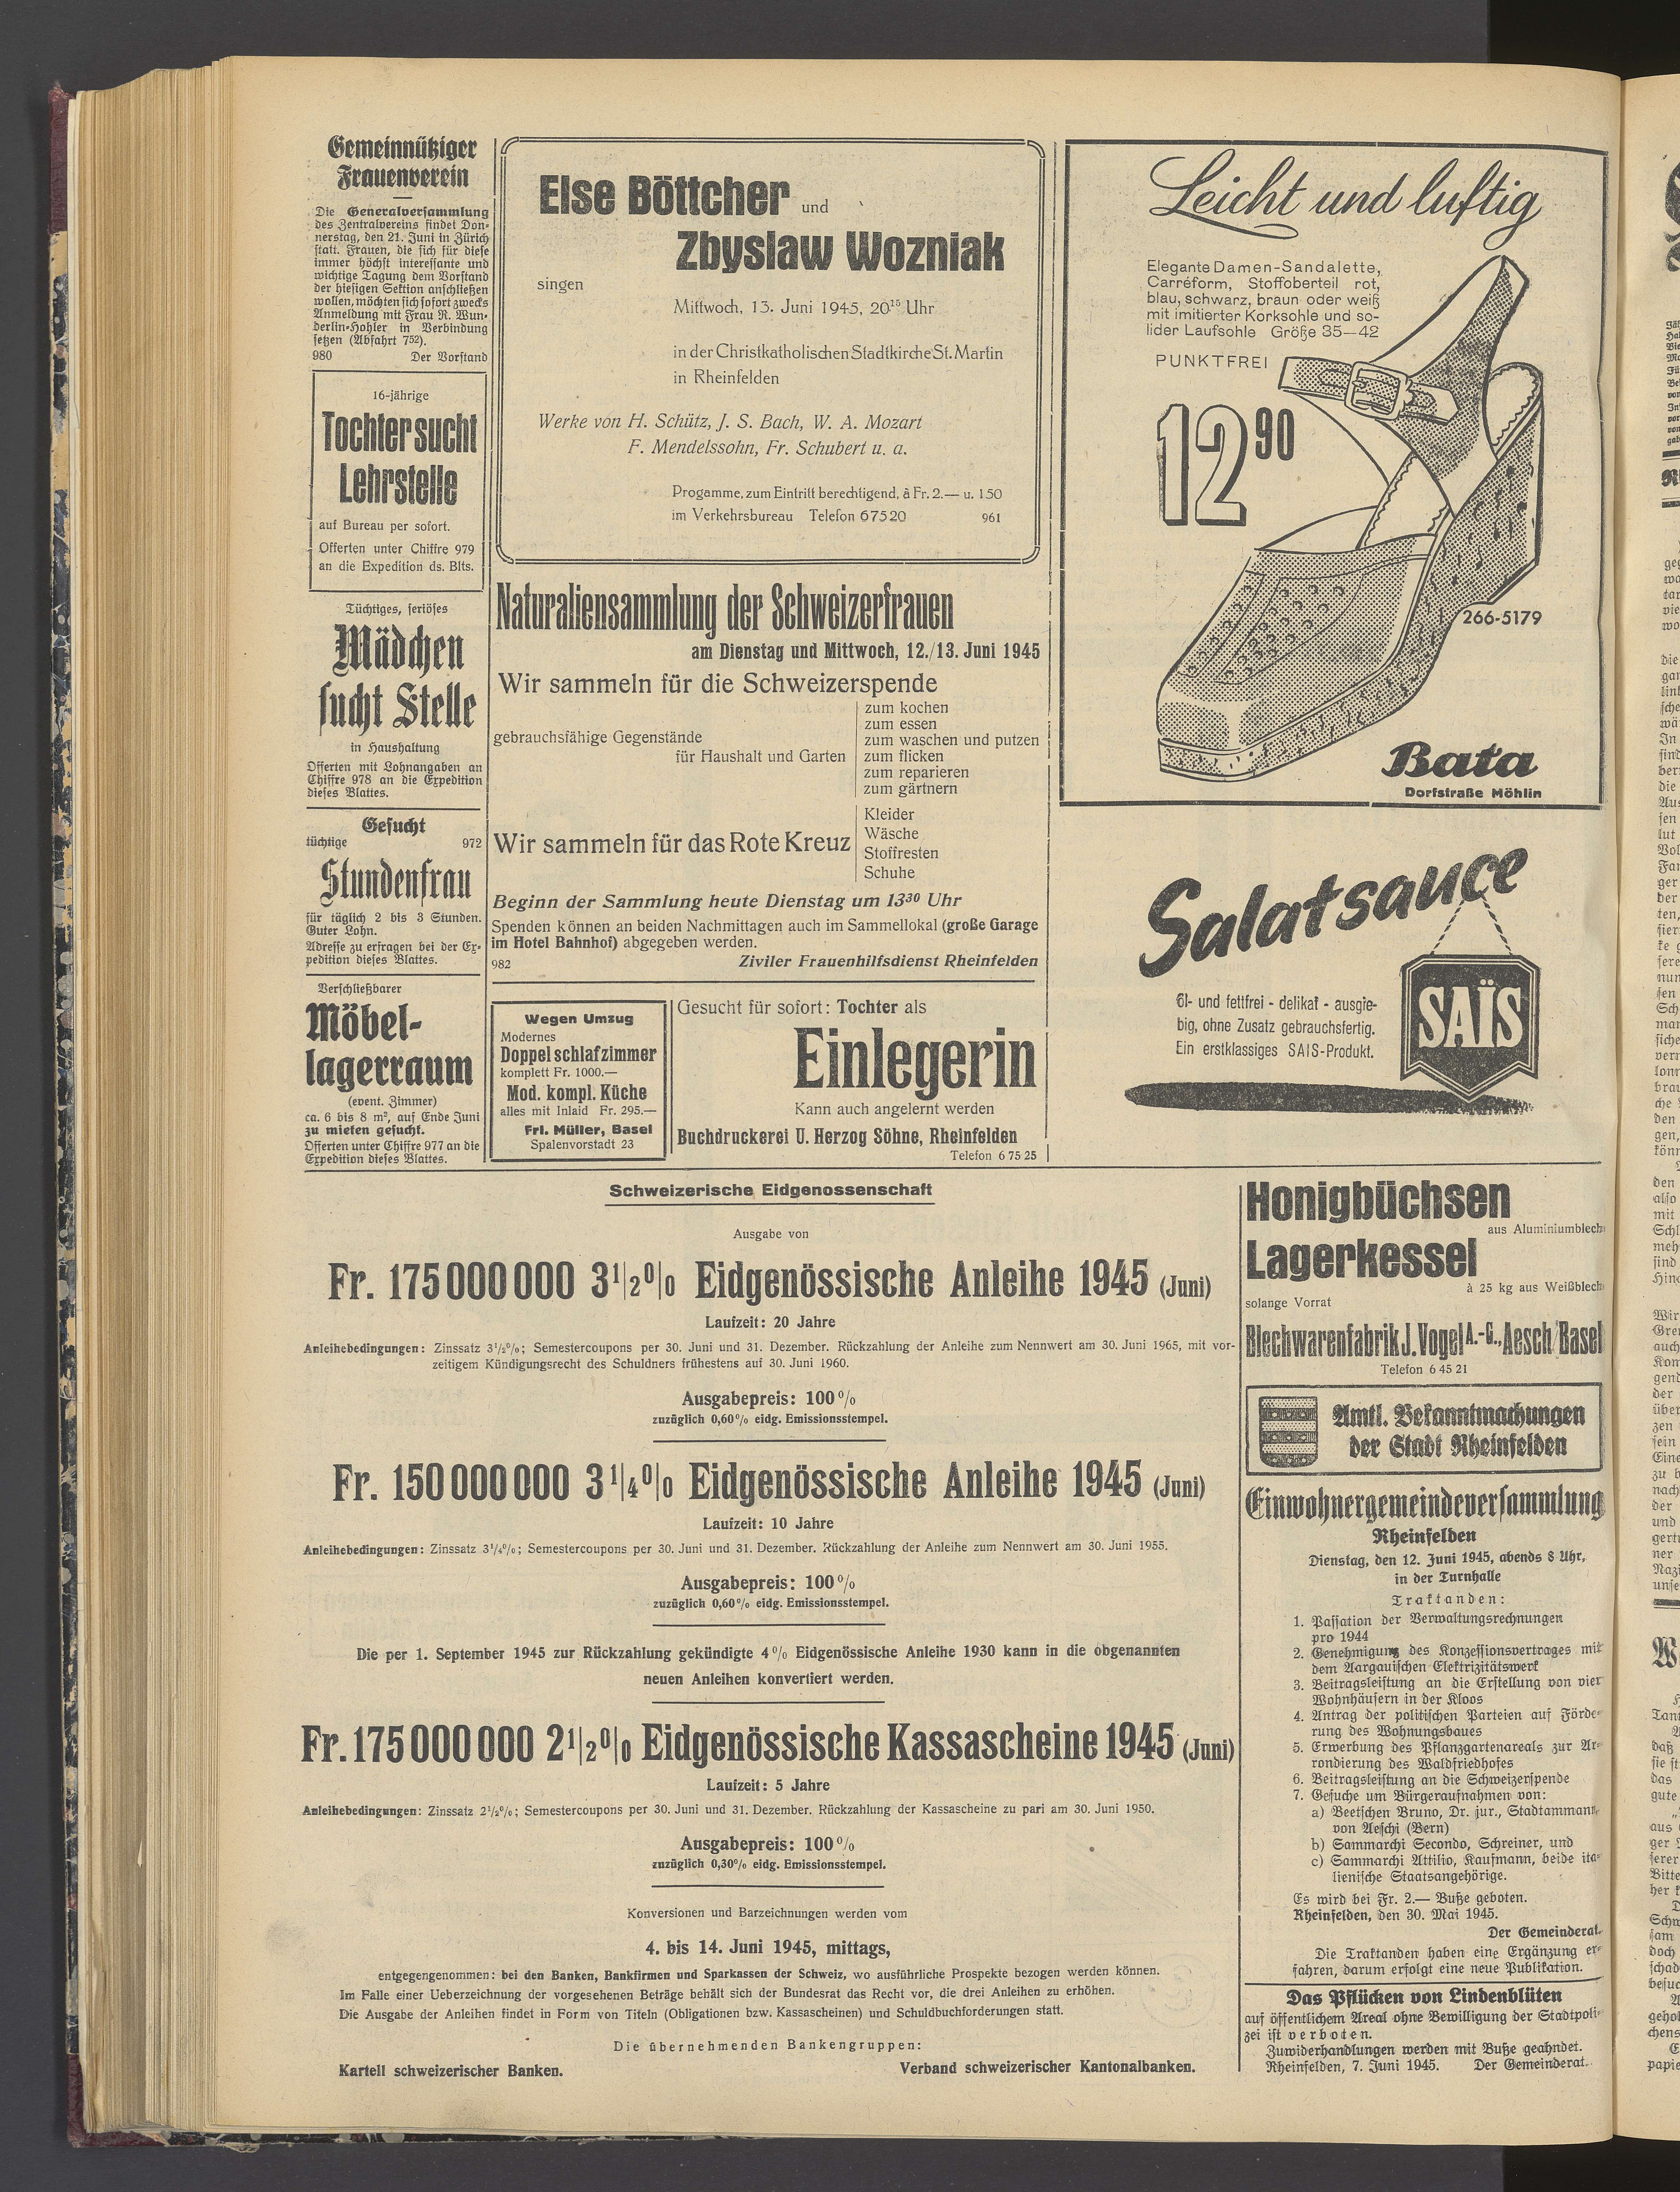 Gemeinnütziger
Frauenverein
Die Generalversammlung
des Zentralvereins findet Don-
nerstag, den 21. Juni in Zürich
statt. Frauen, die sich für diese
immer höchst interessante und
wichtige Tagung dem Vorstand
der hiesigen Sektion anschließen
wollen, möchten sich sofort zwecks
Anmeldung mit Frau R. Wun-
derlin-Hohler in Verbindung
setzen (Abfahrt 7⁵²).
980 Der Vorstand
16-jährige
Tochter sucht
Lehrstelle
auf Bureau per sofort.
Offerten unter Chiffre 979
an die Expedition ds. Blts.
Tüchtiges, seriöses
Mädchen
sucht Stelle
in Haushaltung
Offerten mit Lohnangaben an
Chiffre 978 an die Expedition
dieses Blattes.
Gesucht
tüchtige 972
Stundenfrau
für täglich 2 bis 3 Stunden.
Guter Lohn.
Adresse zu erfragen bei der Ex-
pedition dieses Blattes.
Verschließbarer
Möbel-
lagerraum
(event. Zimmer)
ca. 6 bis 8 m², auf Ende Juni
zu mieten gesucht.
Offerten unter Chiffre 977 an die
Expedition dieses Blattes.
Else Böttcher und
Zbyslaw Wozniak
singen
Mittwoch, 13. Juni 1945, 20¹⁵ Uhr
in der Christkatholischen Stadtkirche St. Martin
in Rheinfelden
Werke von H. Schütz, J. S. Bach, W. A. Mozart
F. Mendelssohn, Fr. Schubert u. a.
Progamme, zum Eintritt berechtigend, à Fr. 2.— u. 1.50
im Verkehrsbureau Telefon 6 75 20 961
Naturaliensammlung der Schweizerfrauen
am Dienstag und Mittwoch, 12./13. Juni 1945
Wir sammeln für die Schweizerspende
gebrauchsfähige Gegenstände
für Haushalt und Garten
zum kochen
zum essen
zum waschen und putzen
zum flicken
zum reparieren
zum gärtnern
Wir sammeln für das Rote Kreuz
Kleider
Wäsche
Stoffresten
Schuhe
Beginn der Sammlung heute Dienstag um 13³⁰ Uhr
Spenden können an beiden Nachmittagen auch im Sammellokal (große Garage
im Hotel Bahnhof) abgegeben werden.
982 Ziviler Frauenhilfsdienst Rheinfelden
Wegen Umzug
Modernes
Doppelschlafzimmer
komplett Fr. 1000.—
Mod. kompl. Küche
alles mit Inlaid Fr. 295.—
Frl. Müller, Basel
Spalenvorstadt 23
Gesucht für sofort: Tochter als
Einlegerin
Kann auch angelernt werden
Buchdruckerei U. Herzog Söhne, Rheinfelden
Telefon 6 75 25
Leicht und luftig
Elegante Damen-Sandalette,
Carréform, Stoffoberteil rot,
blau, schwarz, braun oder weiß
mit imitierter Korksohle und so-
lider Laufsohle Größe 35—42
PUNKTFREI
12⁹⁰
266-5179
Bata
Dorfstraße Möhlin
Salatsauce
Öl- und fettfrei - delikat - ausgie-
big, ohne Zusatz gebrauchsfertig.
Ein erstklassiges SAIS-Produkt.
SAÏS
Schweizerische Eidgenossenschaft
Ausgabe von
Fr. 175 000 000 3½% Eidgenössische Anleihe 1945 (Juni)
Laufzeit: 20 Jahre
Anleihebedingungen: Zinssatz 3½%; Semestercoupons per 30. Juni und 31. Dezember. Rückzahlung der Anleihe zum Nennwert am 30. Juni 1965, mit vor-
zeitigem Kündigungsrecht des Schuldners frühestens auf 30. Juni 1960.
Ausgabepreis: 100%
zuzüglich 0,60% eidg. Emissionsstempel.
Fr. 150 000 000 3¼% Eidgenössische Anleihe 1945 (Juni)
Laufzeit: 10 Jahre
Anleihebedingungen: Zinssatz 3¼%; Semestercoupons per 30. Juni und 31. Dezember. Rückzahlung der Anleihe zum Nennwert am 30. Juni 1955.
Ausgabepreis: 100%
zuzüglich 0,60% eidg. Emissionsstempel.
Die per 1. September 1945 zur Rückzahlung gekündigte 4% Eidgenössische Anleihe 1930 kann in die obgenannten
neuen Anleihen konvertiert werden.
Fr. 175 000 000 2½% Eidgenössische Kassascheine 1945 (Juni)
Laufzeit: 5 Jahre
Anleihebedingungen: Zinssatz 2½%; Semestercoupons per 30. Juni und 31. Dezember. Rückzahlung der Kassascheine zu pari am 30. Juni 1950.
Ausgabepreis: 100%
zuzüglich 0,30% eidg. Emissionsstempel.
Konversionen und Barzeichnungen werden vom
4. bis 14. Juni 1945, mittags,
entgegengenommen: bei den Banken, Bankfirmen und Sparkassen der Schweiz, wo ausführliche Prospekte bezogen werden können.
Im Falle einer Ueberzeichnung der vorgesehenen Beträge behält sich der Bundesrat das Recht vor, die drei Anleihen zu erhöhen.
Die Ausgabe der Anleihen findet in Form von Titeln (Obligationen bzw. Kassascheinen) und Schuldbuchforderungen statt.
Die übernehmenden Bankengruppen:
Kartell schweizerischer Banken. Verband schweizerischer Kantonalbanken.
Honigbüchsen
aus Aluminiumblech
Lagerkessel
à 25 kg aus Weißblech
solange Vorrat
Blechwarenfabrik J. Vogel A.-G., Aesch/Basel
Telefon 6 45 21
Amtl. Bekanntmachungen
der Stadt Rheinfelden
Einwohnergemeindeversammlung
Rheinfelden
Dienstag, den 12. Juni 1945, abends 8 Uhr,
in der Turnhalle
Traktanden:
1. Passation der Verwaltungsrechnungen
pro 1944
2. Genehmigung des Konzessionsvertrages mit
dem Aargauischen Elektrizitätswerk
3. Beitragsleistung an die Erstellung von vier
Wohnhäusern in der Kloos
4. Antrag der politischen Parteien auf Förde-
rung des Wohnungsbaues
5. Erwerbung des Pflanzgartenareals zur Ar-
rondierung des Waldfriedhofes
6. Beitragsleistung an die Schweizerspende
7. Gesuche um Bürgeraufnahmen von:
a) Beetschen Bruno, Dr. jur., Stadtammann,
von Aeschi (Bern)
b) Sammarchi Secondo, Schreiner, und
c) Sammarchi Attilio, Kaufmann, beide ita-
lienische Staatsangehörige.
Es wird bei Fr. 2.— Buße geboten.
Rheinfelden, den 30. Mai 1945.
Der Gemeinderat.
Die Traktanden haben eine Ergänzung er-
fahren, darum erfolgt eine neue Publikation.
Das Pflücken von Lindenblüten
auf öffentlichem Areal ohne Bewilligung der Stadtpoli-
zei ist verboten.
Zuwiderhandlungen werden mit Buße geahndet.
Rheinfelden, 7. Juni 1945. Der Gemeinderat.